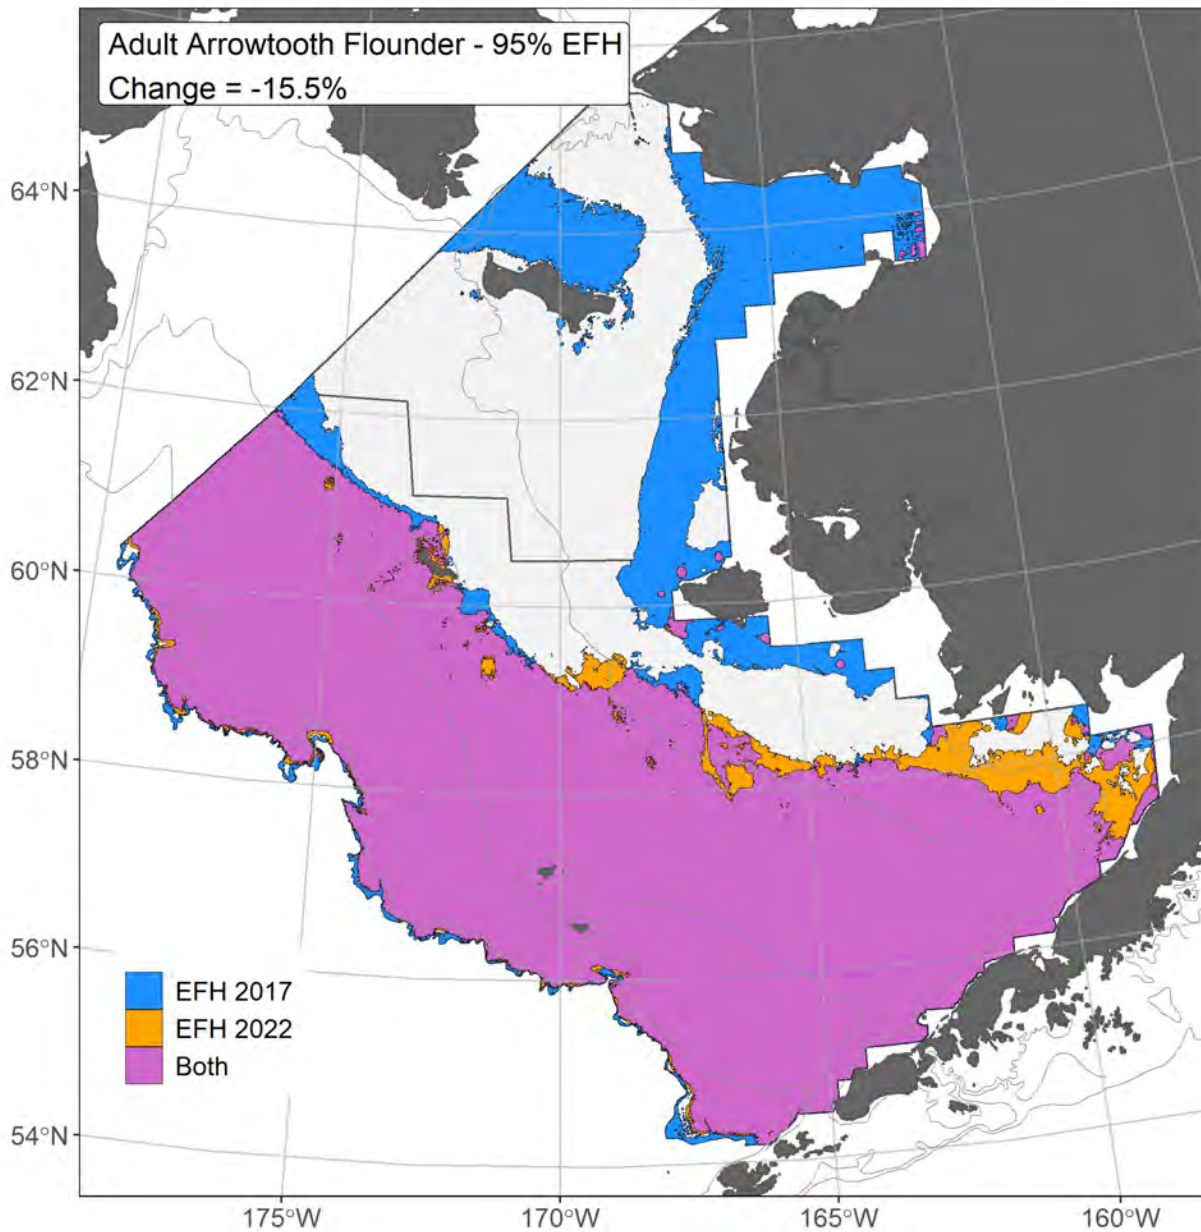 Adult Arrowtooth Flounder - 95% EFH
Change = -15.5%
64°N
62°N
60°N
58°N
56°N
54°N
EFH 2017
EFH 2022
Both
175°W
170°W
165°W
160°W